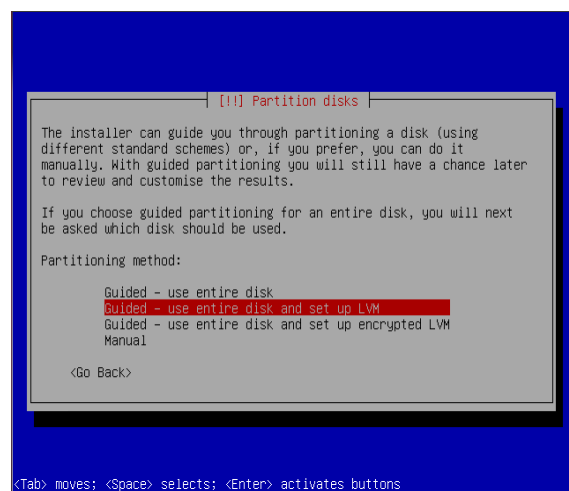 [!!] Partition disks
The installer can guide you through partitioning a disk (using
different standard schemes) or, if you prefer, you can do it
manually. With guided partitioning you will still have a chance later
to review and customise the results.
If you choose guided partitioning for an entire disk, you will next
be asked which disk should be used.
Partitioning method:
Guided - use entire disk
Guided - use entire disk and set up LVM
Guided - use entire disk and set up encrypted LVM
Manual
<Go Back>
<Tab> moves; <Space> selects; <Enter> activates buttons